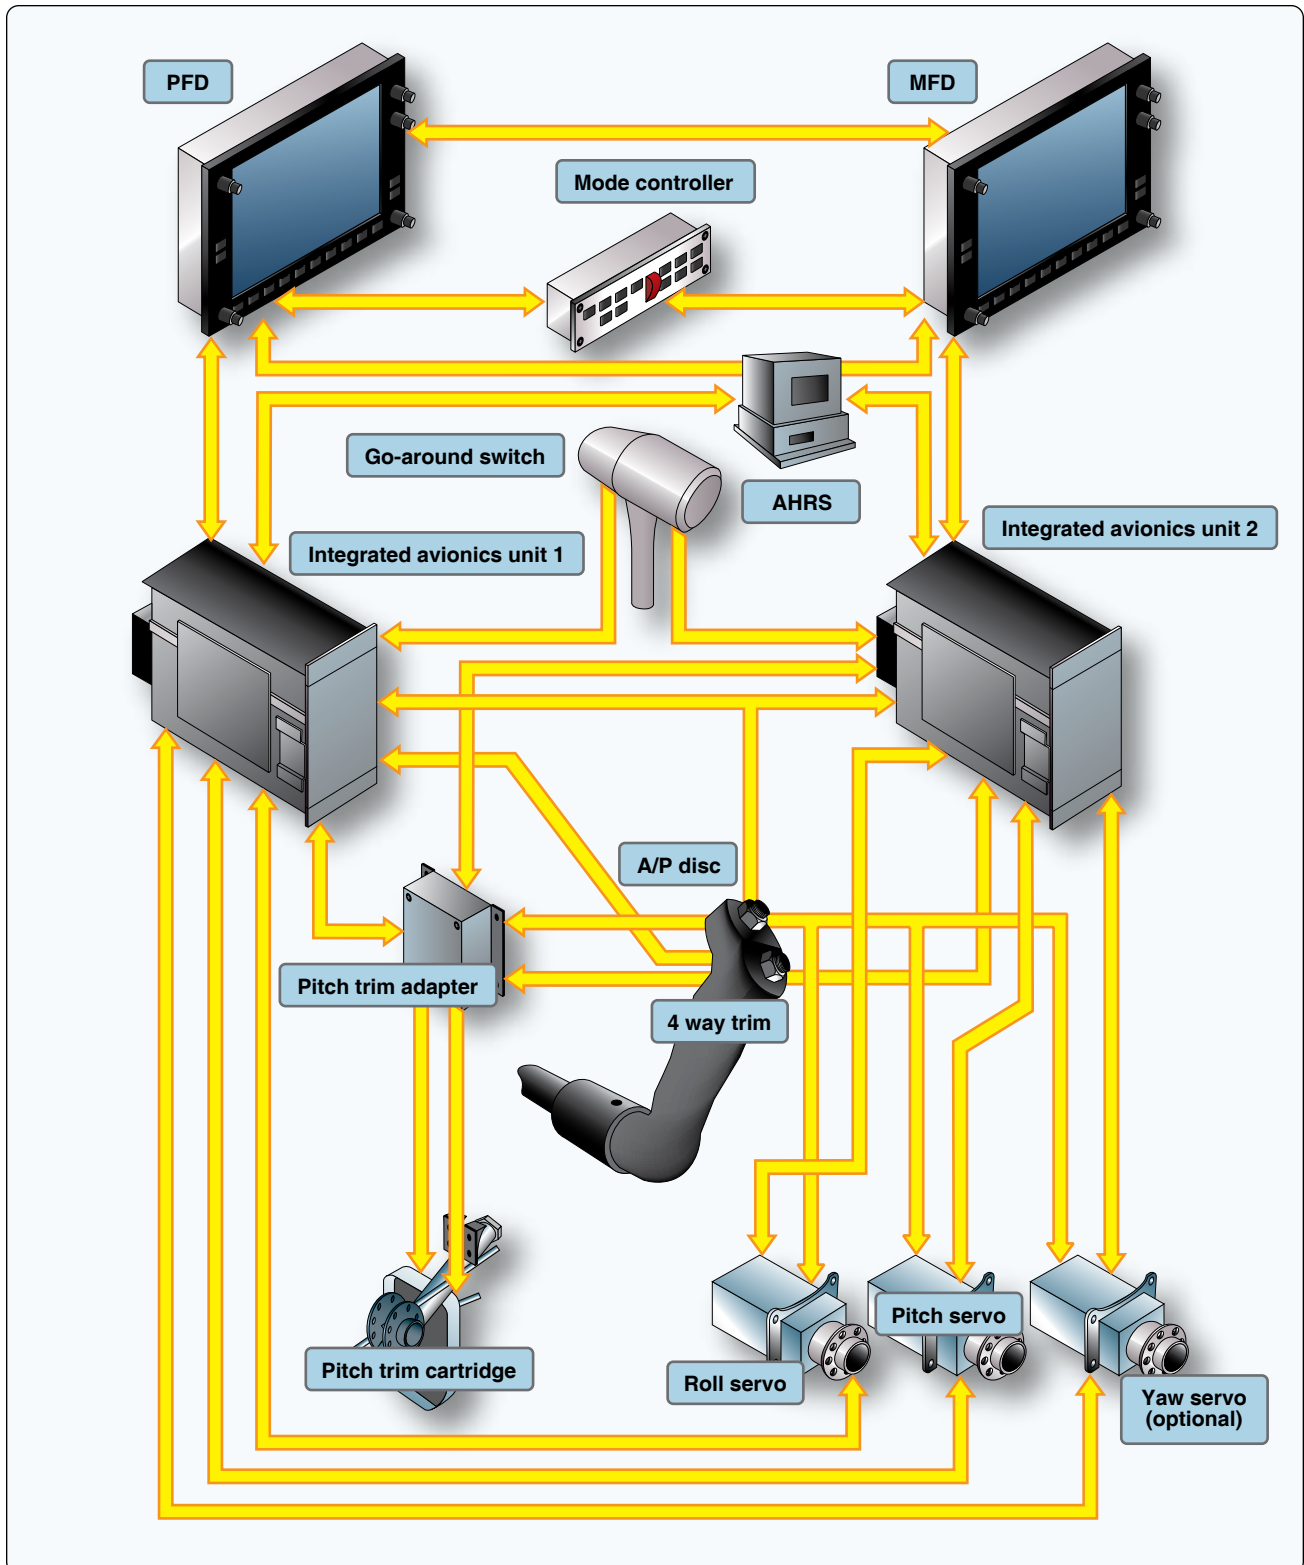 PFD
MFD
Mode controller
Go-around switch
AHRS
Integrated avionics unit 1
Integrated avionics unit 2
A/P disc
Pitch trim adapter
4 way trim
Pitch servo
Pitch trim cartridge
Roll servo
Yaw servo
(optional)